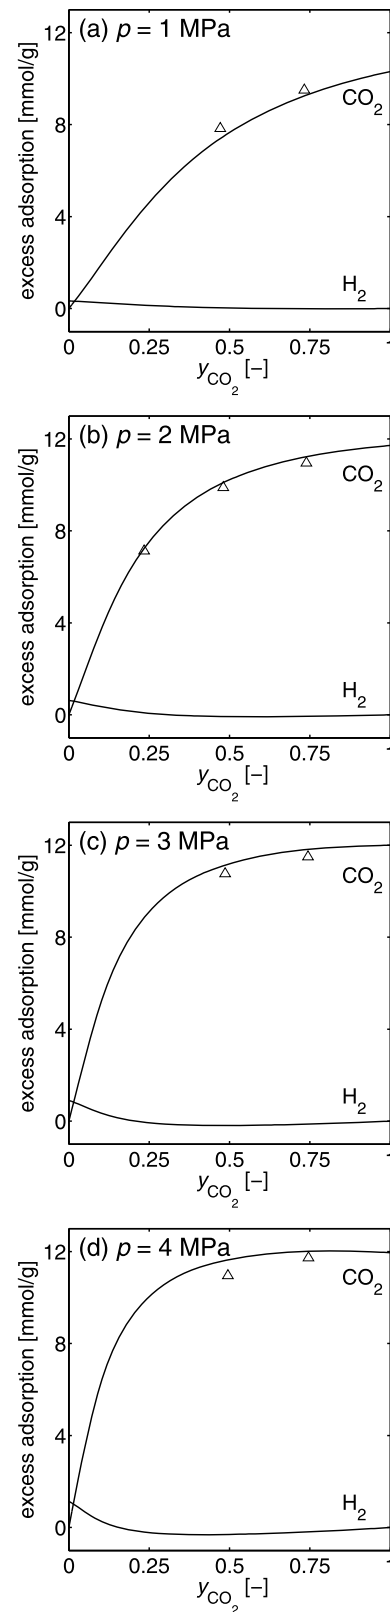 (a) p = 1 MPa
12
8
4
0
excess adsorption [mmol/g]
CO2
H2
0 0.25 0.5 0.75
yCO2 [–]
(b) p = 2 MPa
12
8
4
0
excess adsorption [mmol/g]
CO2
H2
0 0.25 0.5 0.75
yCO2 [–]
(c) p = 3 MPa
12
8
4
0
excess adsorption [mmol/g]
CO2
H2
0 0.25 0.5 0.75
yCO2 [–]
(d) p = 4 MPa
12
8
4
0
excess adsorption [mmol/g]
CO2
H2
0 0.25 0.5 0.75
yCO2 [–]